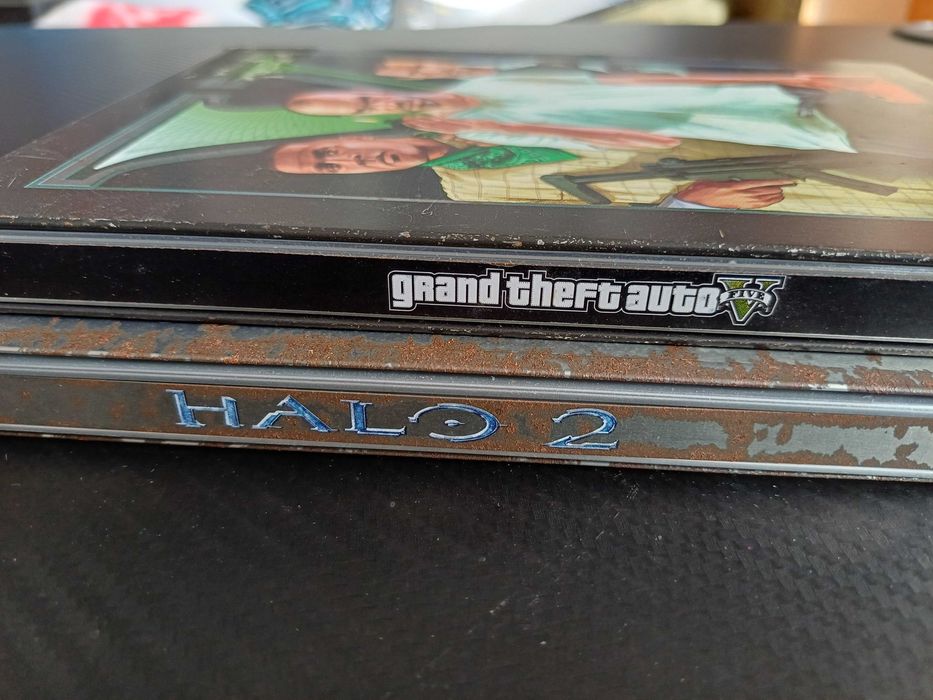 grand theft auto V
FIVE
HALO 2